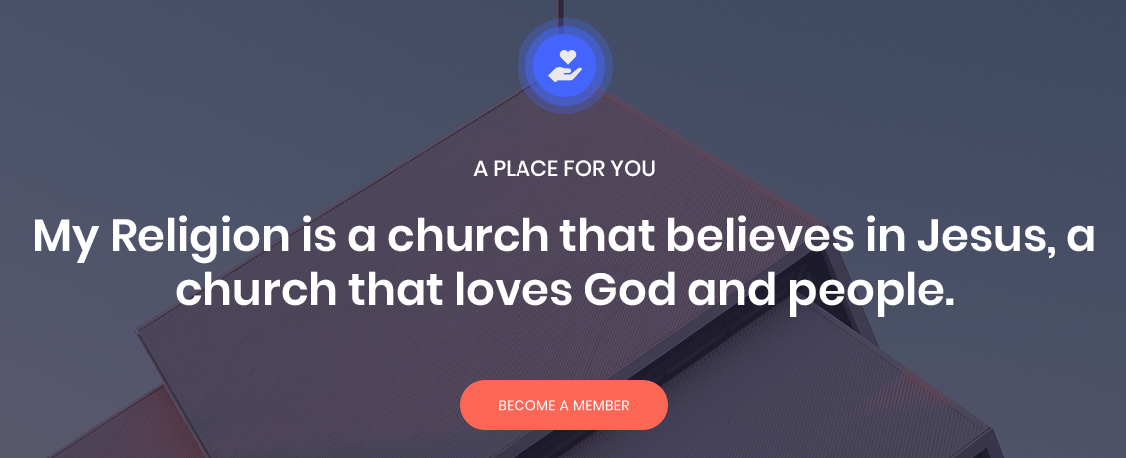 A PLACE FOR YOU
My Religion is a church that believes in Jesus, a
church that loves God and people.
BECOME A MEMBER